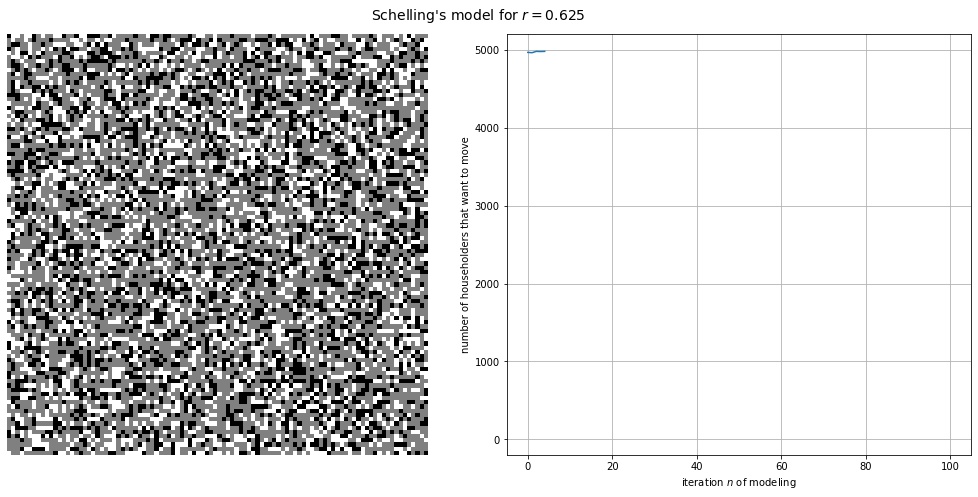 Schelling's model for r = 0.625
number of householders that want to move
5000
4000
3000
2000
1000
0
0 20 40 60 80 100
iteration n of modeling